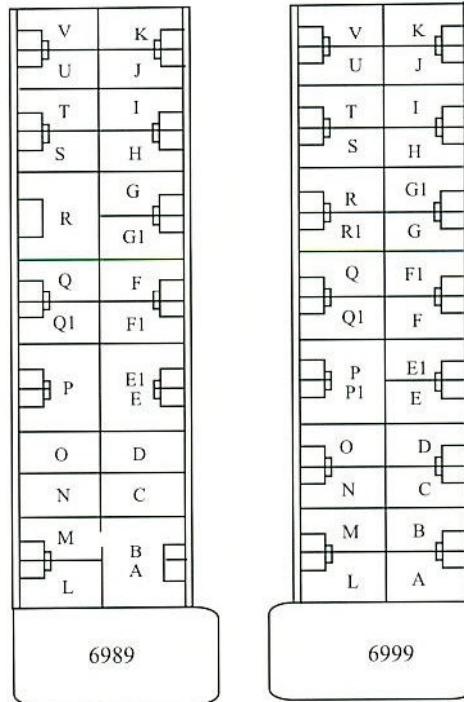 V K
U J
T I
S H
G
R
G1
Q F
Q1 F1
P E1
E
O D
N C
M
B
A
L
6989
V K
U J
T I
S H
R G1
R1 G
Q F1
Q1 F
P E1
P1 E
O D
N C
M B
L A
6999